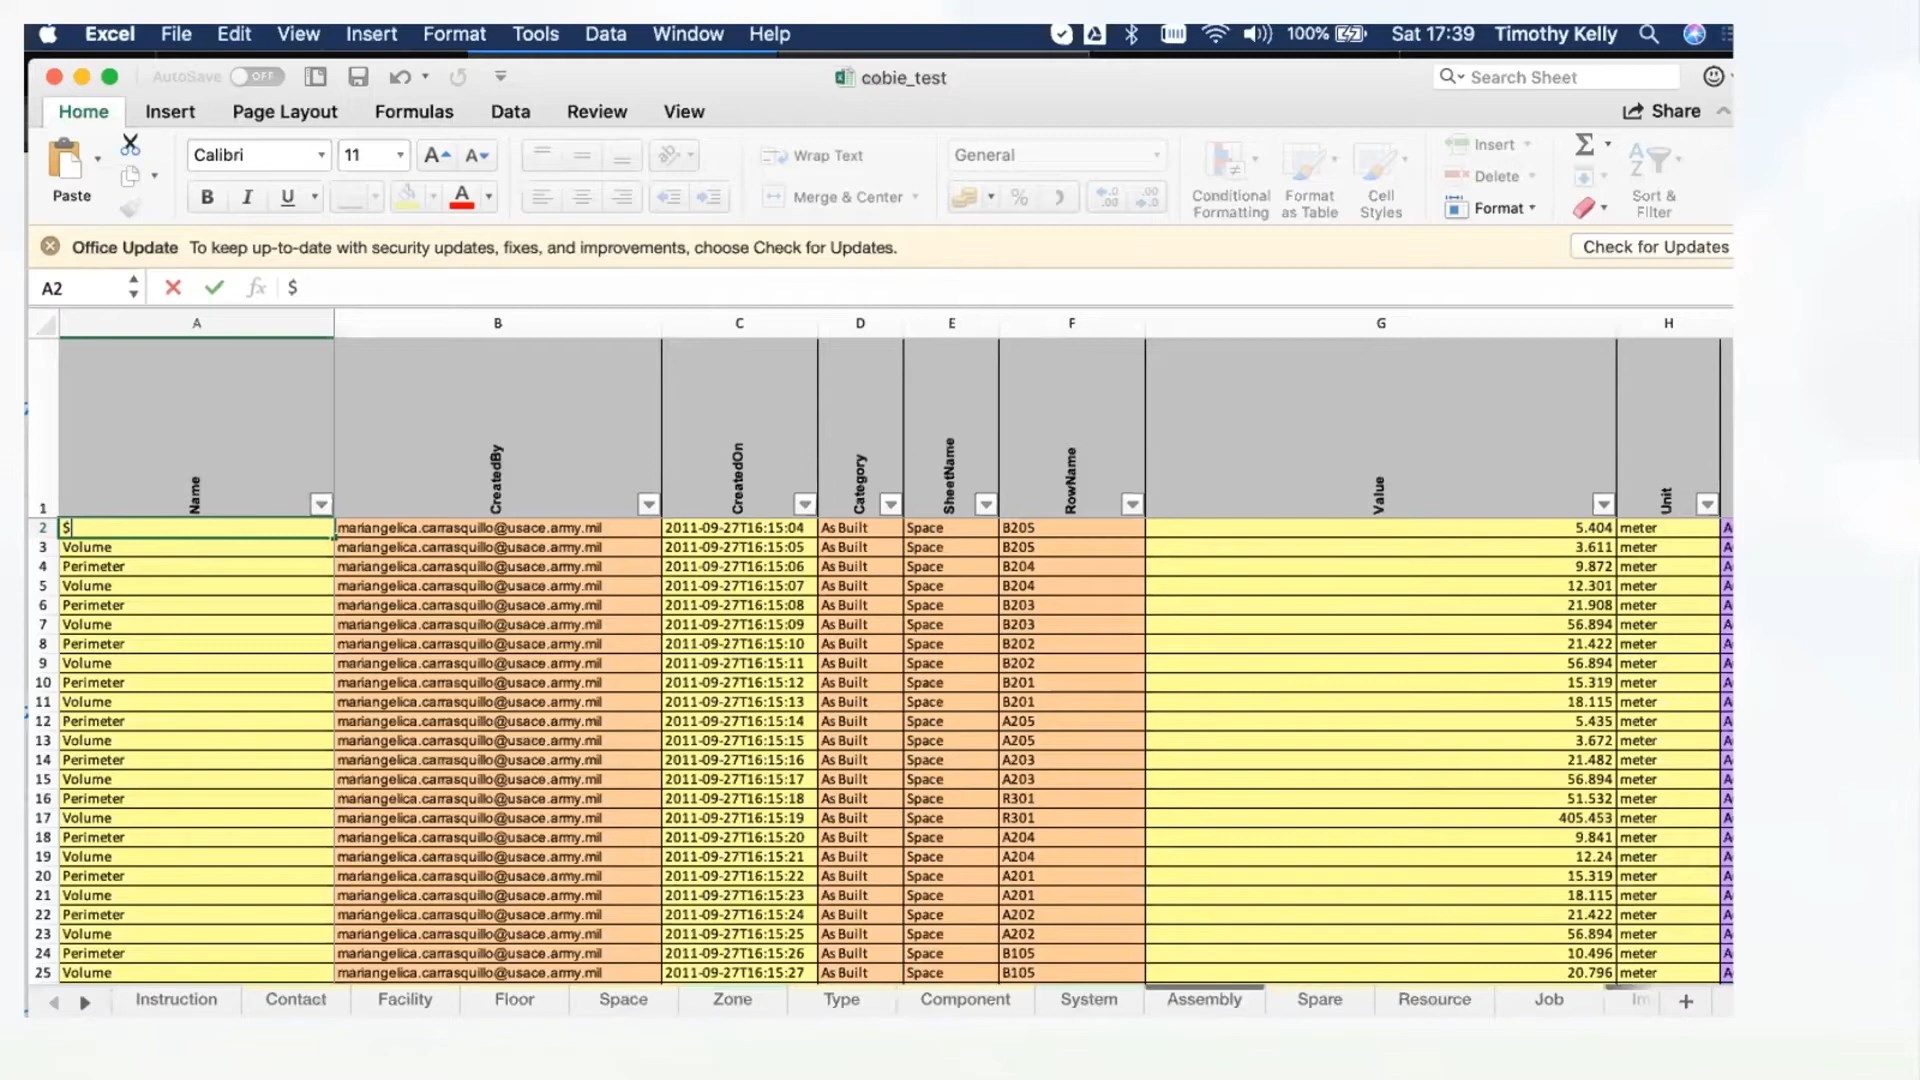 Excel File Edit View Insert Format Tools Data Window Help 100% Sat 17:39 Timothy Kelly
AutoSave OFF cobie_test Search Sheet
Home Insert Page Layout Formulas Data Review View Share
Paste Calibri 11 A A Wrap Text General Conditional Formatting Format as Table Cell Styles Insert Delete Format Sort & Filter
B I U A Merge & Center % )
Office Update To keep up-to-date with security updates, fixes, and improvements, choose Check for Updates. Check for Updates
A2 fx $
A B C D E F G H
1 Name CreatedBy CreatedOn Category SheetName RowName Value Unit
2 $ mariangelica.carrasquillo@usace.army.mil 2011-09-27T16:15:04 As Built Space B205 5.404 meter
3 Volume mariangelica.carrasquillo@usace.army.mil 2011-09-27T16:15:05 As Built Space B205 3.611 meter
4 Perimeter mariangelica.carrasquillo@usace.army.mil 2011-09-27T16:15:06 As Built Space B204 9.872 meter
5 Volume mariangelica.carrasquillo@usace.army.mil 2011-09-27T16:15:07 As Built Space B204 12.301 meter
6 Perimeter mariangelica.carrasquillo@usace.army.mil 2011-09-27T16:15:08 As Built Space B203 21.908 meter
7 Volume mariangelica.carrasquillo@usace.army.mil 2011-09-27T16:15:09 As Built Space B203 56.894 meter
8 Perimeter mariangelica.carrasquillo@usace.army.mil 2011-09-27T16:15:10 As Built Space B202 21.422 meter
9 Volume mariangelica.carrasquillo@usace.army.mil 2011-09-27T16:15:11 As Built Space B202 56.894 meter
10 Perimeter mariangelica.carrasquillo@usace.army.mil 2011-09-27T16:15:12 As Built Space B201 15.319 meter
11 Volume mariangelica.carrasquillo@usace.army.mil 2011-09-27T16:15:13 As Built Space B201 18.115 meter
12 Perimeter mariangelica.carrasquillo@usace.army.mil 2011-09-27T16:15:14 As Built Space A205 5.435 meter
13 Volume mariangelica.carrasquillo@usace.army.mil 2011-09-27T16:15:15 As Built Space A205 3.672 meter
14 Perimeter mariangelica.carrasquillo@usace.army.mil 2011-09-27T16:15:16 As Built Space A203 21.482 meter
15 Volume mariangelica.carrasquillo@usace.army.mil 2011-09-27T16:15:17 As Built Space A203 56.894 meter
16 Perimeter mariangelica.carrasquillo@usace.army.mil 2011-09-27T16:15:18 As Built Space R301 51.532 meter
17 Volume mariangelica.carrasquillo@usace.army.mil 2011-09-27T16:15:19 As Built Space R301 405.453 meter
18 Perimeter mariangelica.carrasquillo@usace.army.mil 2011-09-27T16:15:20 As Built Space A204 9.841 meter
19 Volume mariangelica.carrasquillo@usace.army.mil 2011-09-27T16:15:21 As Built Space A204 12.24 meter
20 Perimeter mariangelica.carrasquillo@usace.army.mil 2011-09-27T16:15:22 As Built Space A201 15.319 meter
21 Volume mariangelica.carrasquillo@usace.army.mil 2011-09-27T16:15:23 As Built Space A201 18.115 meter
22 Perimeter mariangelica.carrasquillo@usace.army.mil 2011-09-27T16:15:24 As Built Space A202 21.422 meter
23 Volume mariangelica.carrasquillo@usace.army.mil 2011-09-27T16:15:25 As Built Space A202 56.894 meter
24 Perimeter mariangelica.carrasquillo@usace.army.mil 2011-09-27T16:15:26 As Built Space B105 10.496 meter
25 Volume mariangelica.carrasquillo@usace.army.mil 2011-09-27T16:15:27 As Built Space B105 20.796 meter
Instruction Contact Facility Floor Space Zone Type Component System Assembly Spare Resource Job